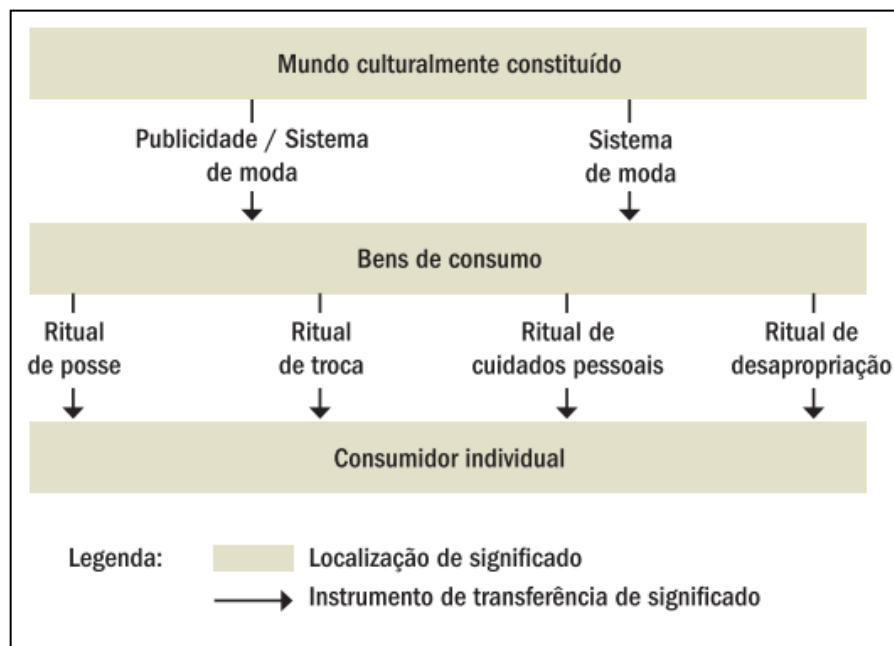 Mundo culturalmente constituído
Publicidade / Sistema
de moda
Sistema
de moda
Bens de consumo
Ritual
de posse
Ritual
de troca
Ritual de
cuidados pessoais
Ritual de
desapropriação
Consumidor individual
Legenda:
Localização de significado
Instrumento de transferência de significado